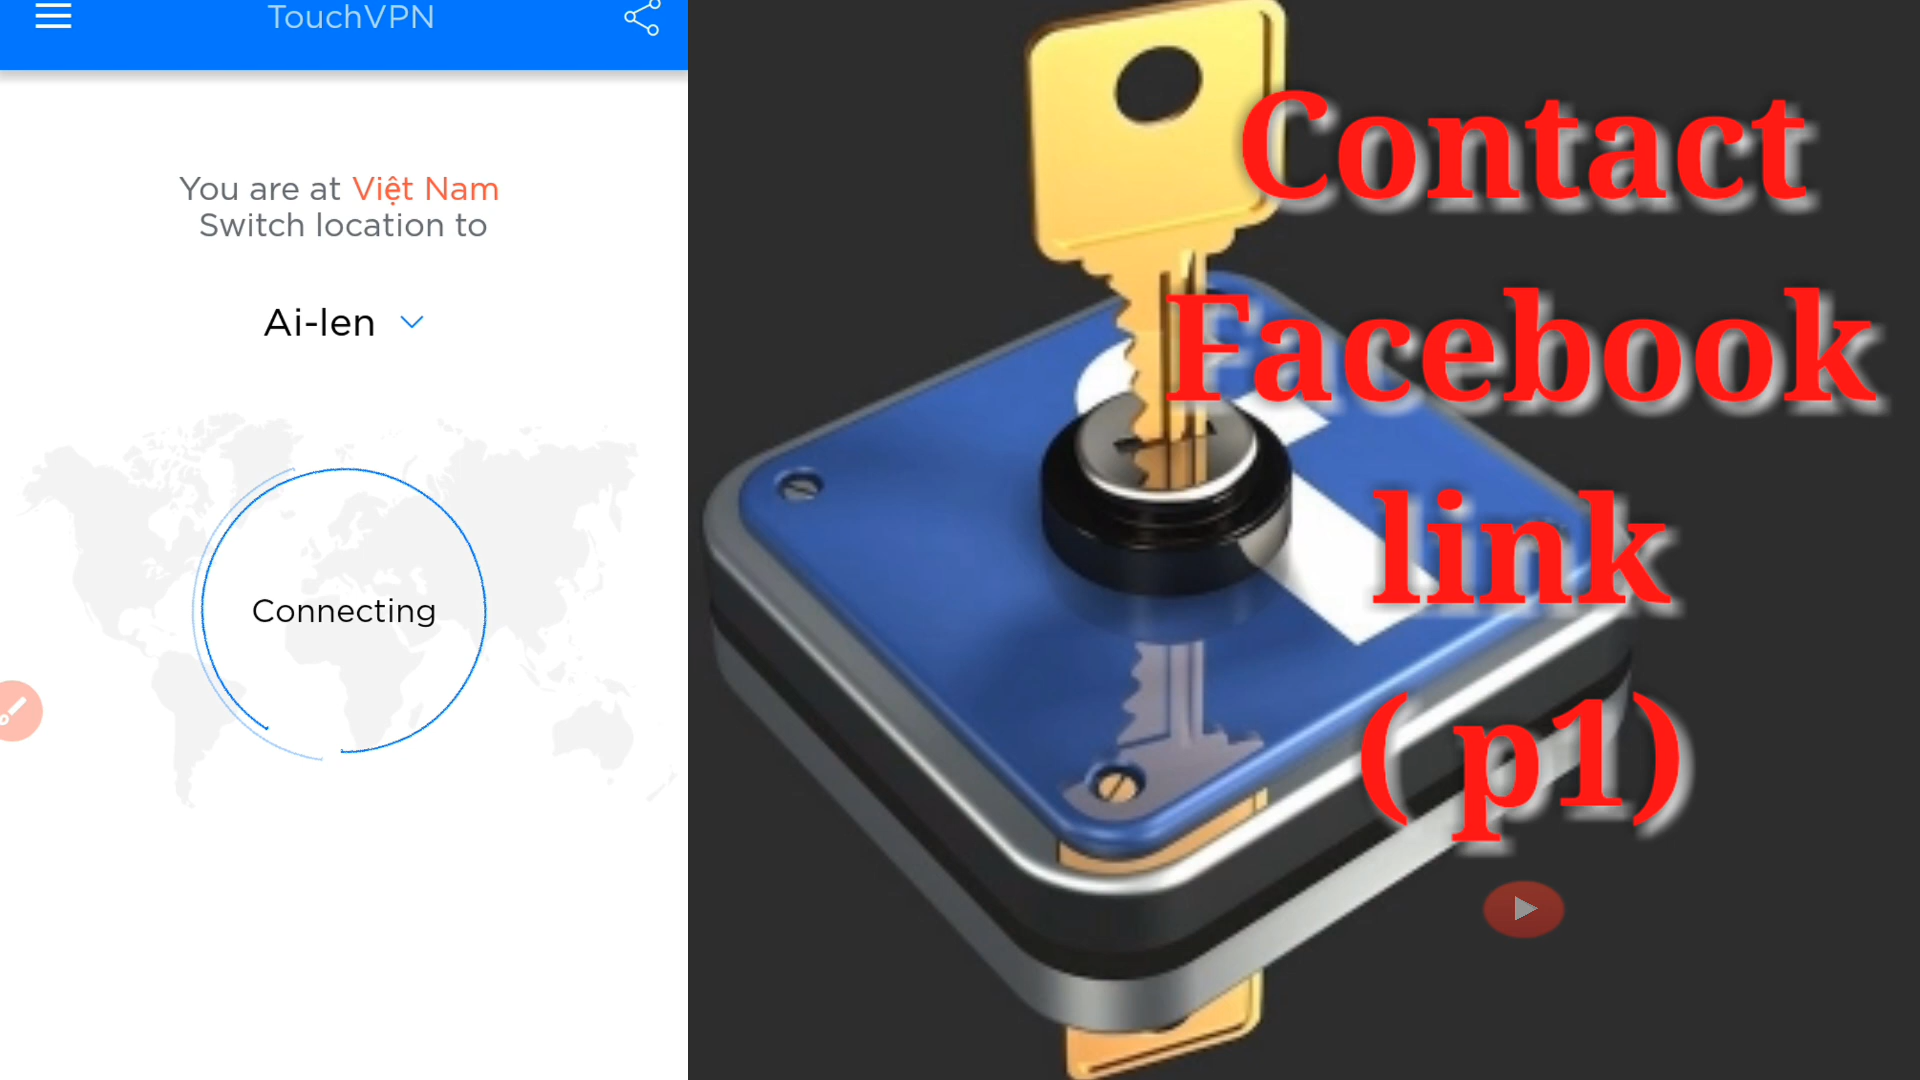 TouchVPN
You are at Việt Nam
Switch location to
Ai-len
Connecting
Contact
Facebook
link
( p1)